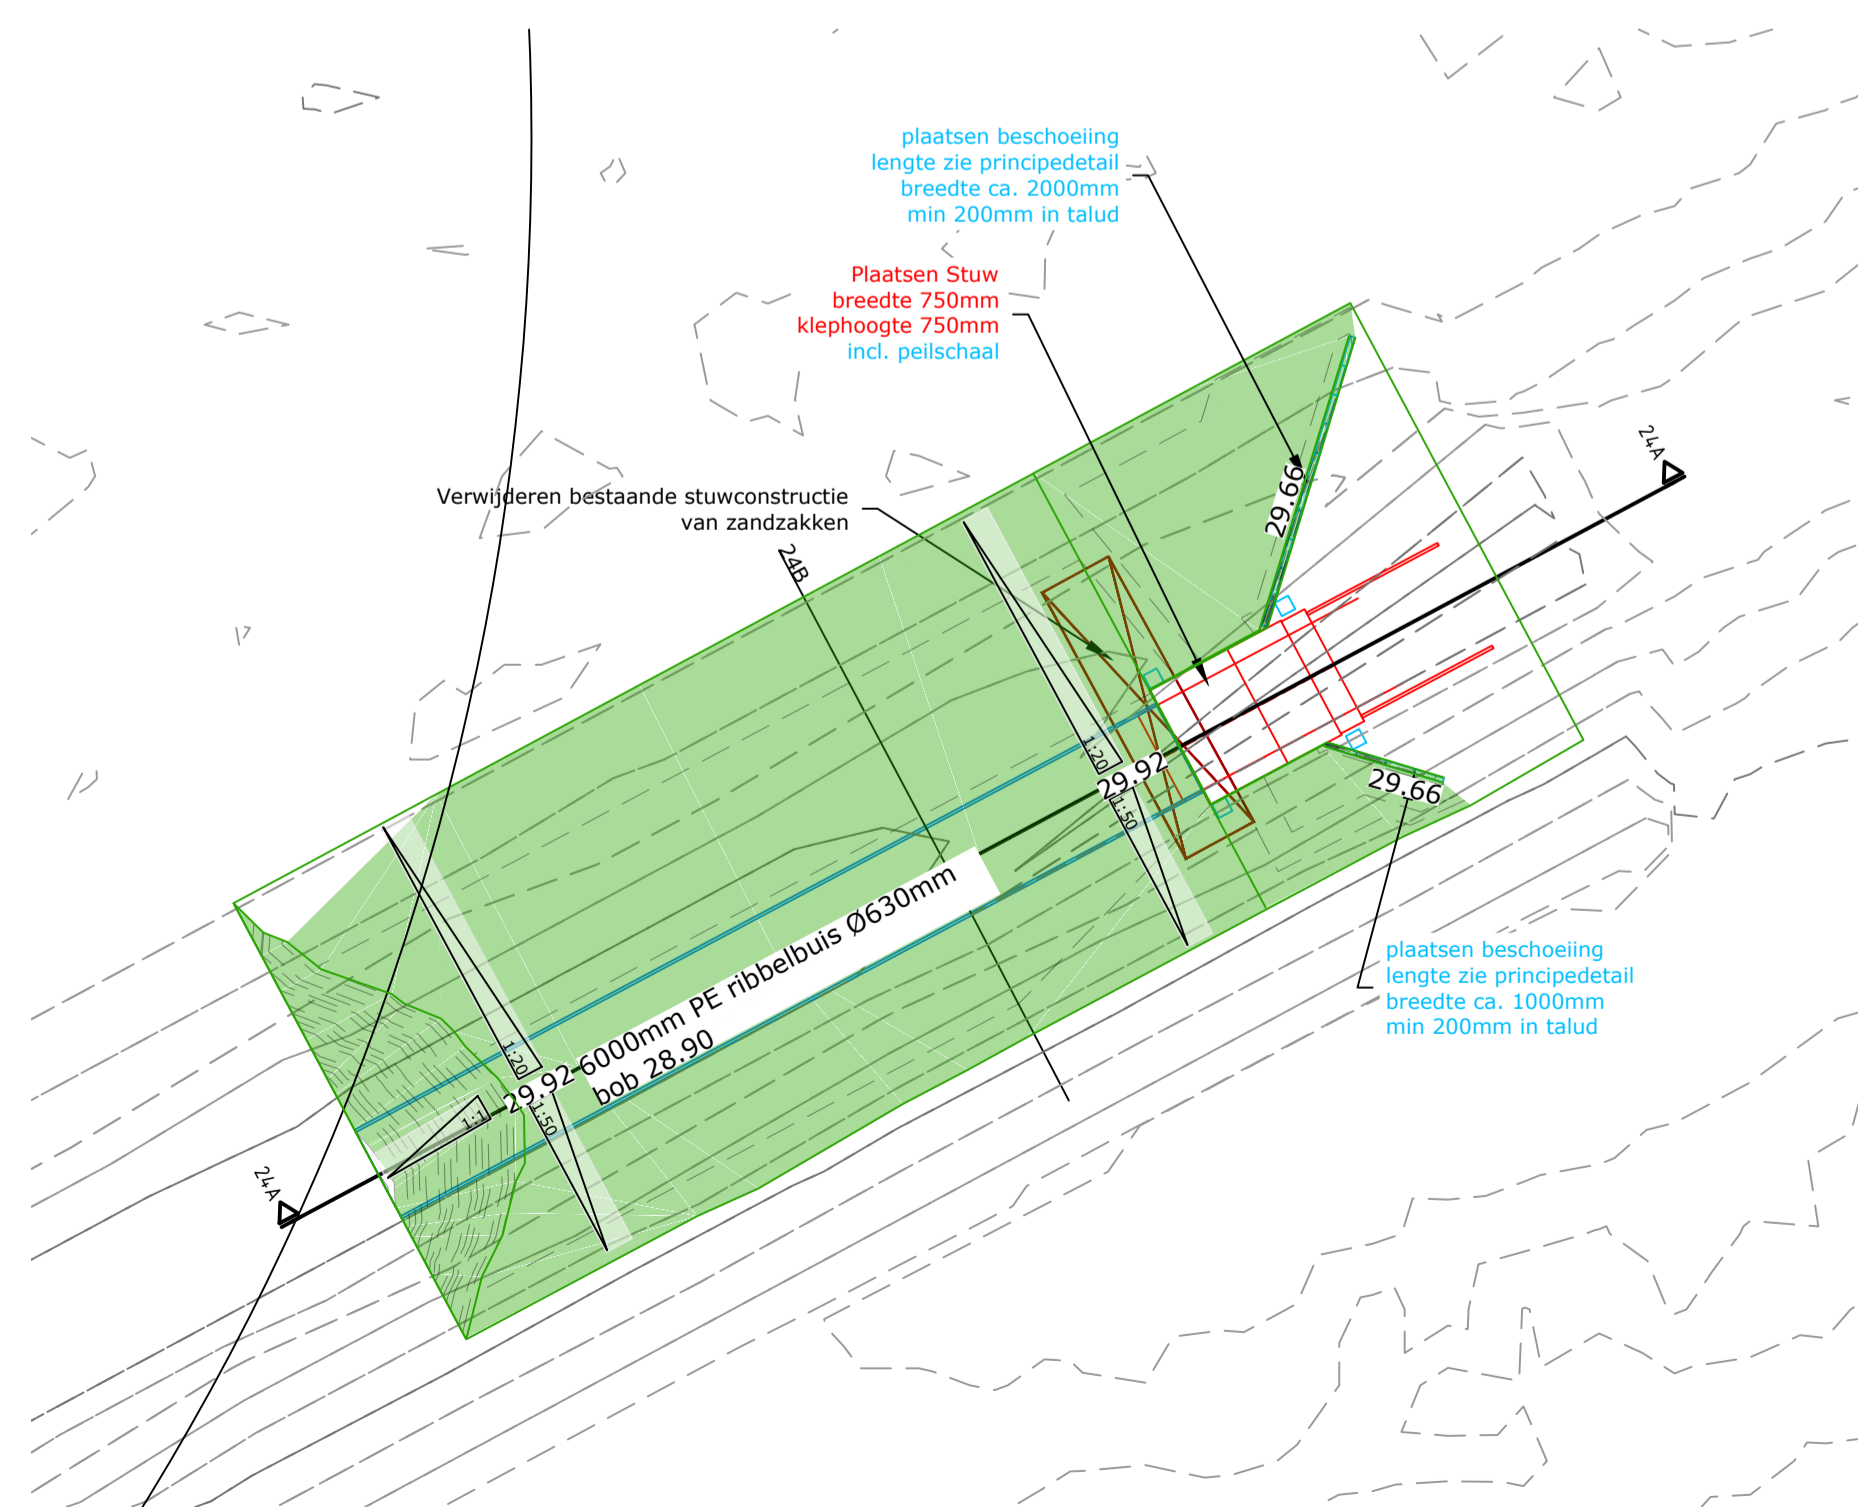 plaatsen beschoeiing
lengte zie principedetail
breedte ca. 2000mm
min 200mm in talud
Plaatsen Stuw
breedte 750mm
klephoogte 750mm
incl. peilschaal
Verwijderen bestaande stuwconstructie
van zandzakken
24B
24A
29.66
1:20
29.92
1:50
29.66
6000mm PE ribbelbuis Ø630mm
bob 28.90
1:20
29.92
1:50
1:1
24A
plaatsen beschoeiing
lengte zie principedetail
breedte ca. 1000mm
min 200mm in talud